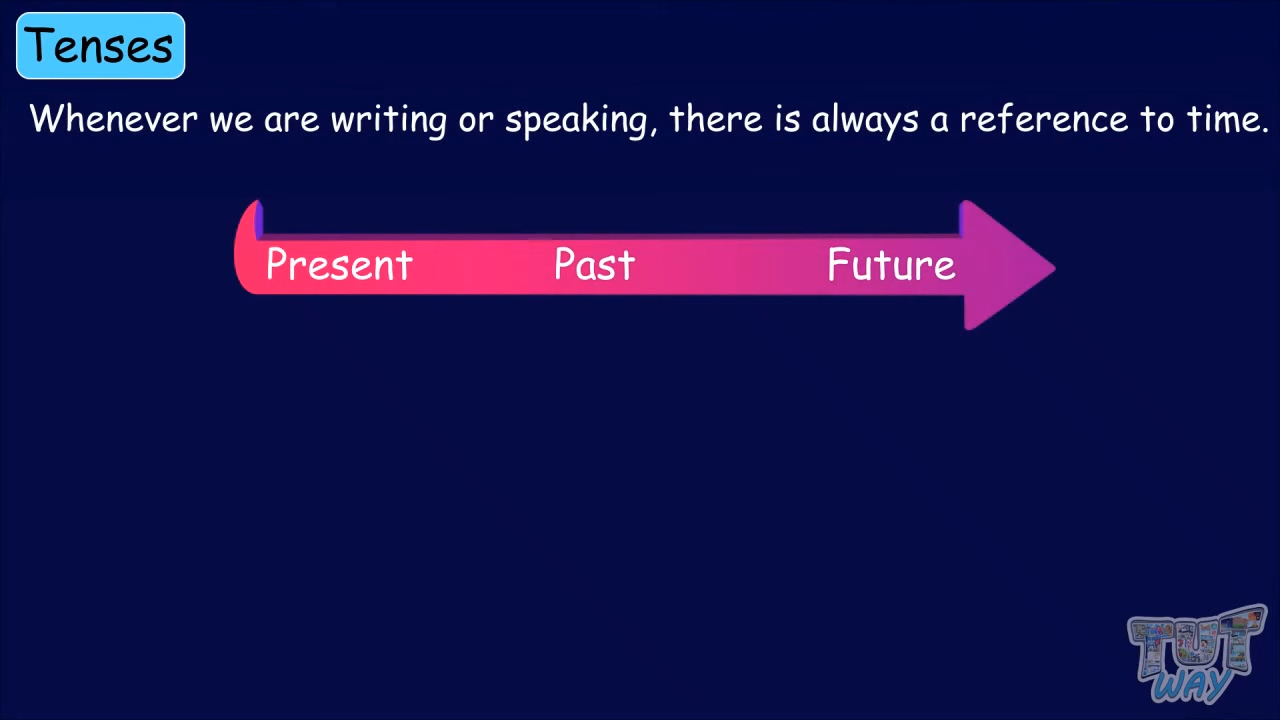 Tenses
Whenever we are writing or speaking, there is always a reference to time.
Present Past Future
TUT
WAY